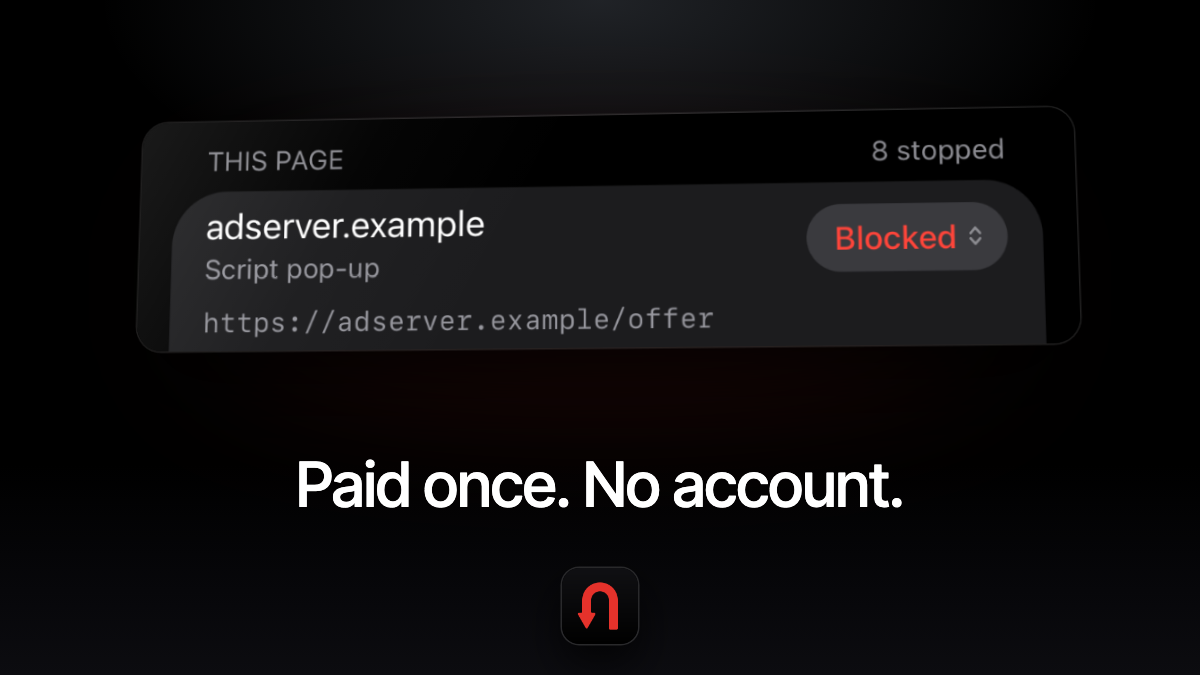 THIS PAGE
8 stopped
adserver.example
Blocked
Script pop-up
https://adserver.example/offer
Paid once. No account.